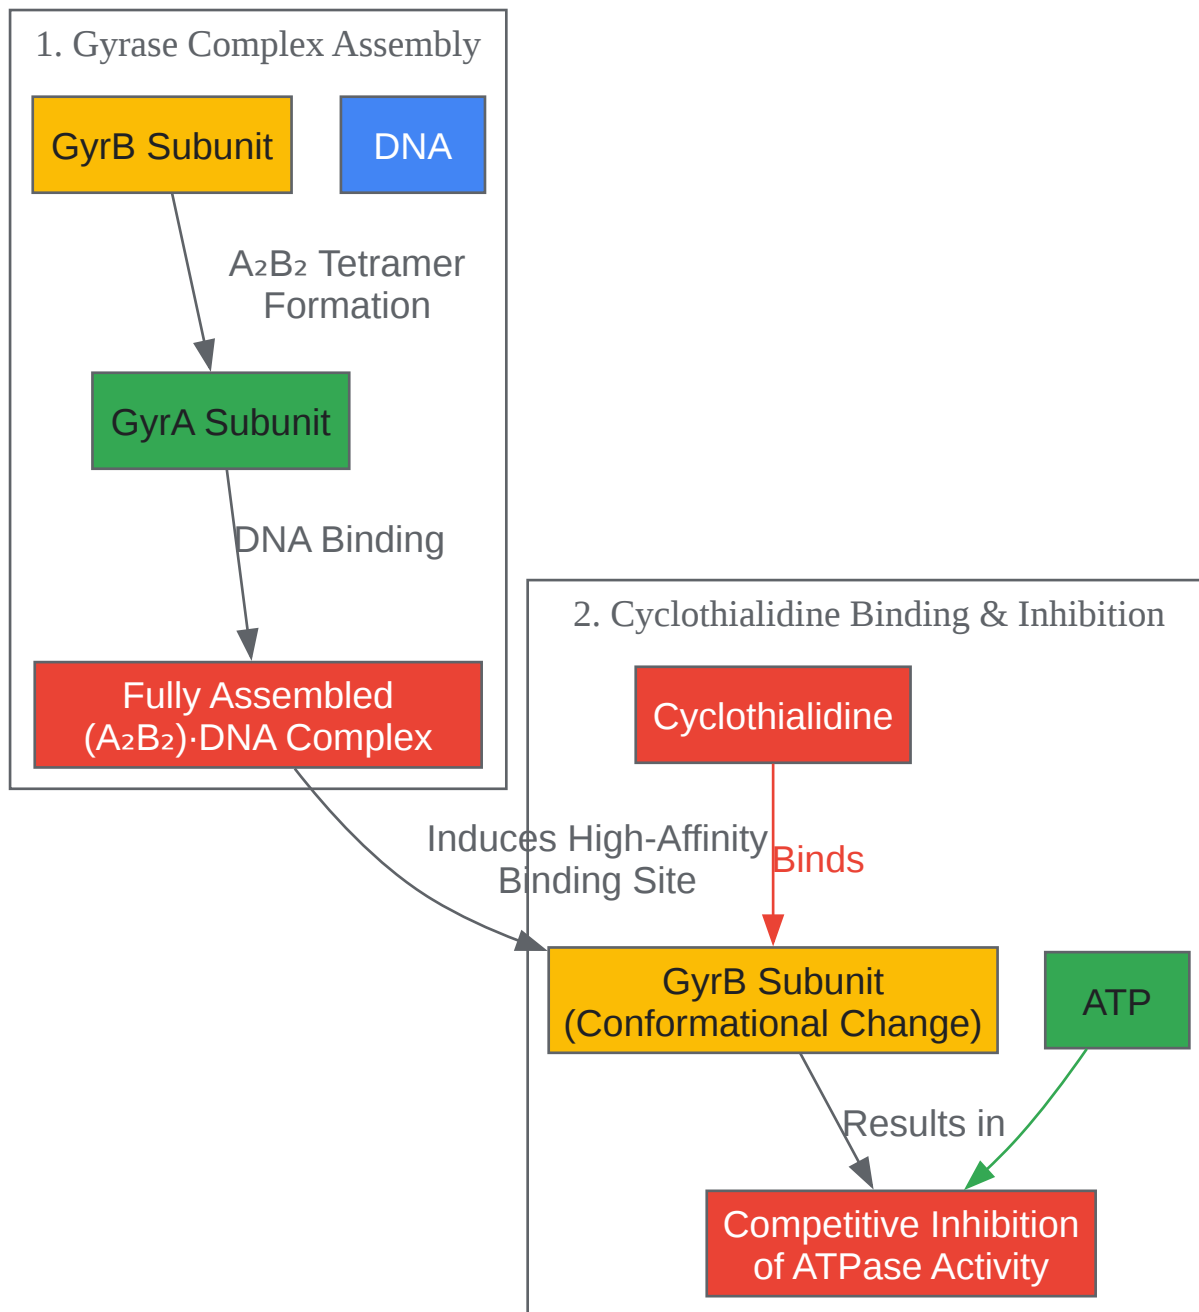 1. Gyrase Complex Assembly
GyrB Subunit
DNA
A₂B₂ Tetramer
Formation
GyrA Subunit
DNA Binding
Fully Assembled
(A₂B₂)·DNA Complex
2. Cyclothialidine Binding & Inhibition
Cyclothialidine
Induces High-Affinity
Binding Site
Binds
GyrB Subunit
(Conformational Change)
ATP
Results in
Competitive Inhibition
of ATPase Activity